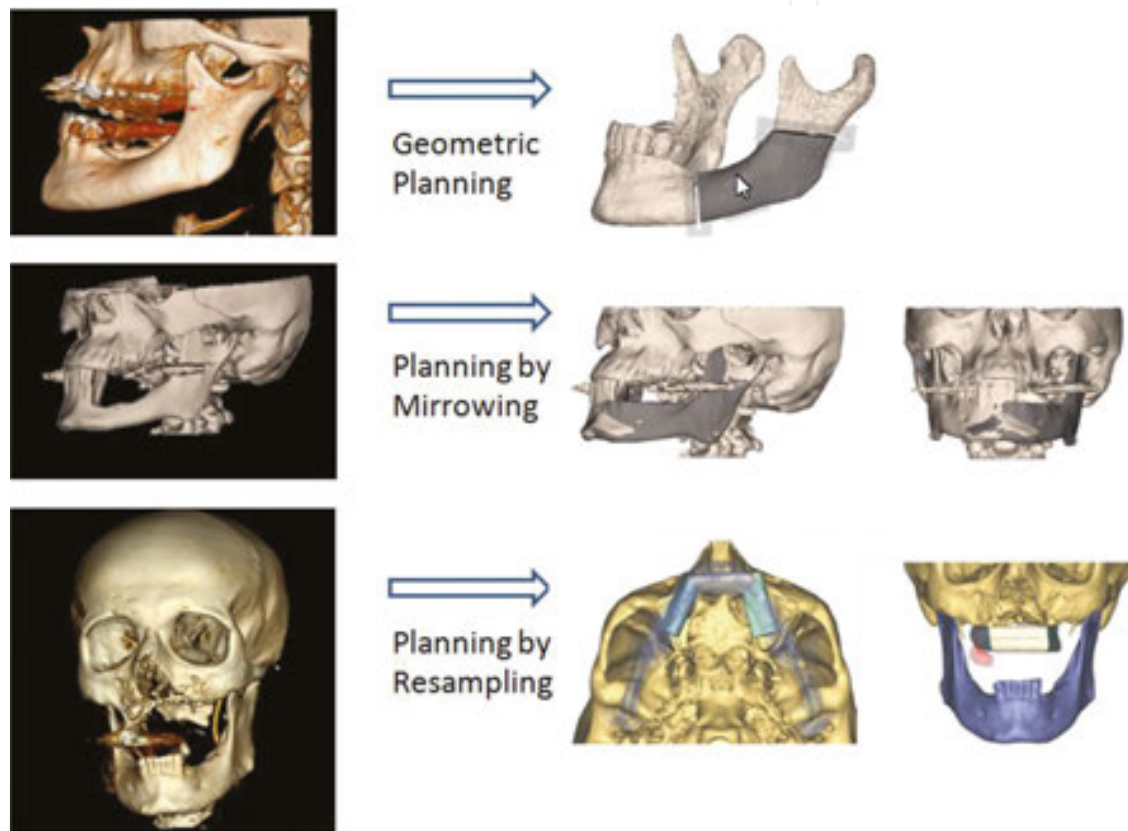 Geometric
Planning
Planning by
Mirrowing
Planning by
Resampling